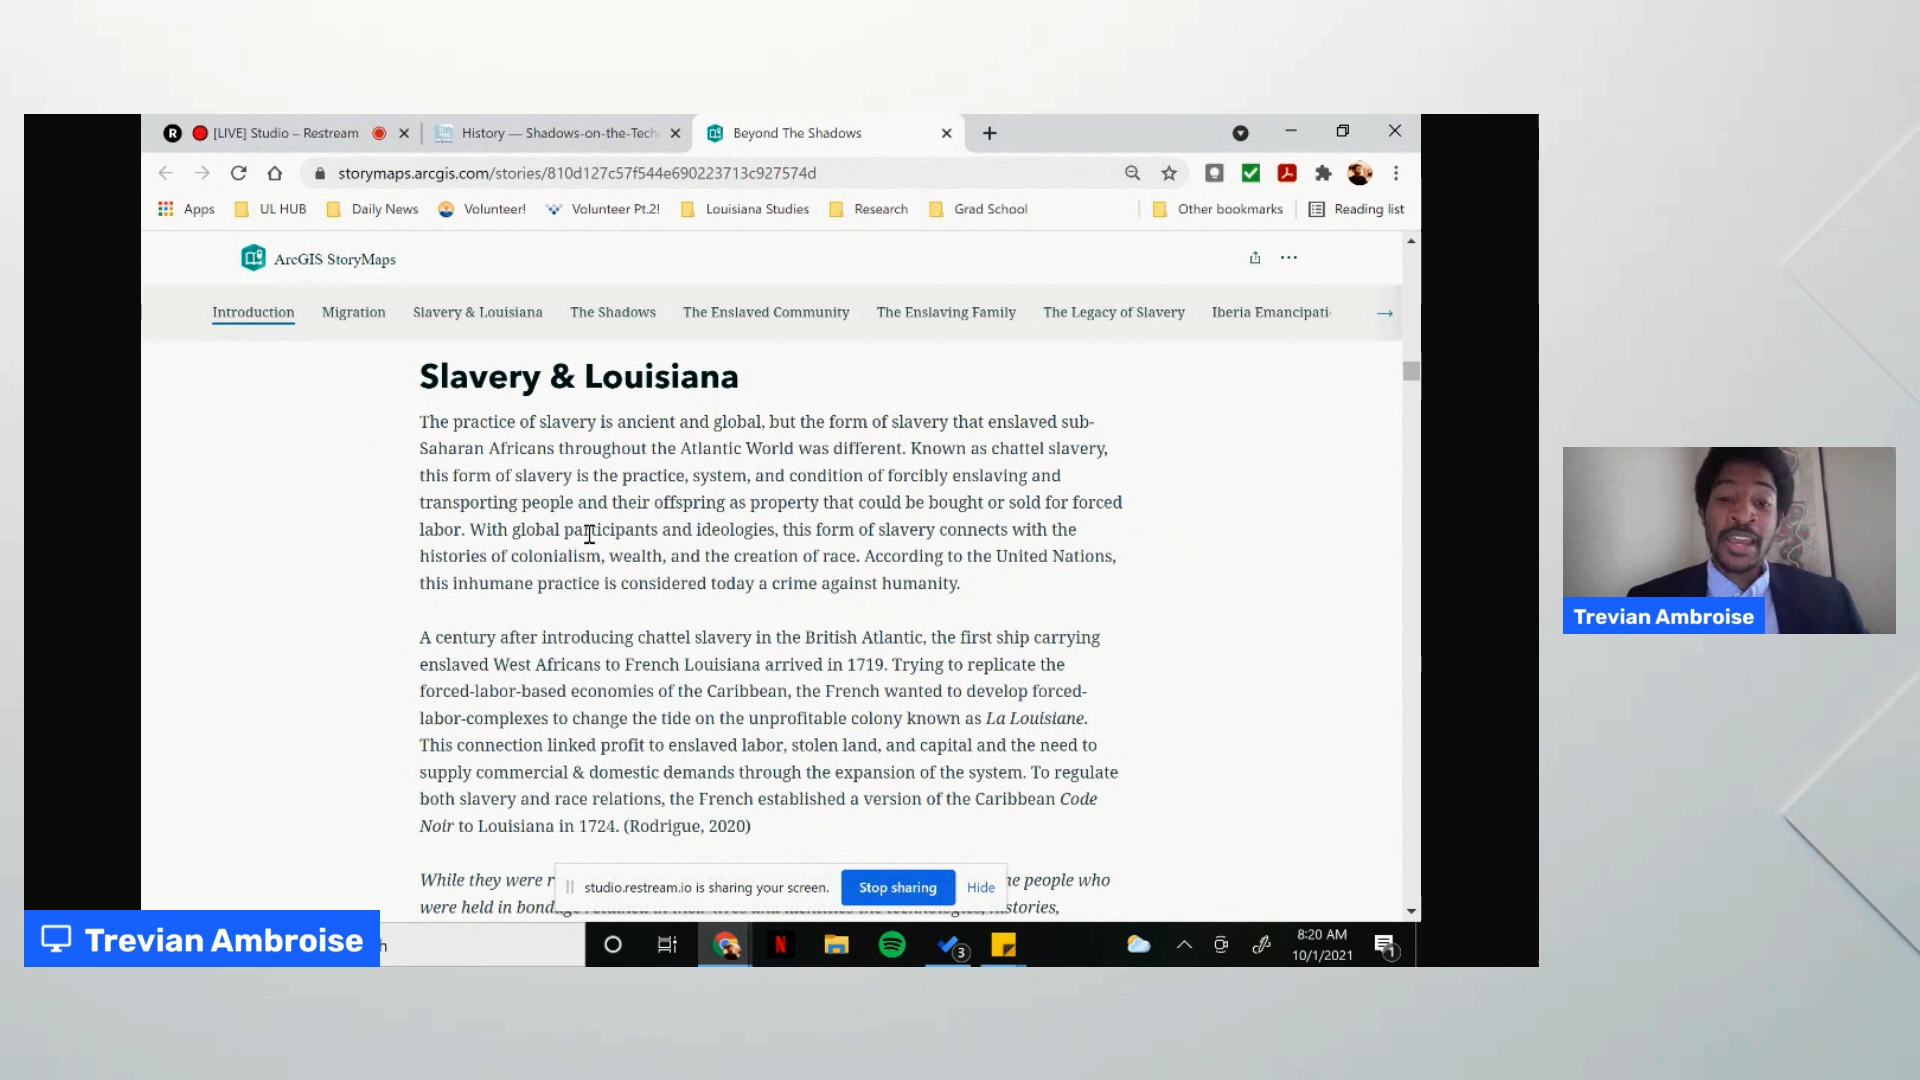 [LIVE] Studio – Restream
History — Shadows-on-the-Tech
Beyond The Shadows
storymaps.arcgis.com/stories/810d127c57f544e690223713c927574d
Apps UL HUB Daily News Volunteer! Volunteer Pt.2! Louisiana Studies Research Grad School Other bookmarks Reading list
ArcGIS StoryMaps
Introduction Migration Slavery & Louisiana The Shadows The Enslaved Community The Enslaving Family The Legacy of Slavery Iberia Emancipati
Slavery & Louisiana
The practice of slavery is ancient and global, but the form of slavery that enslaved sub-
Saharan Africans throughout the Atlantic World was different. Known as chattel slavery,
this form of slavery is the practice, system, and condition of forcibly enslaving and
transporting people and their offspring as property that could be bought or sold for forced
labor. With global participants and ideologies, this form of slavery connects with the
histories of colonialism, wealth, and the creation of race. According to the United Nations,
this inhumane practice is considered today a crime against humanity.
A century after introducing chattel slavery in the British Atlantic, the first ship carrying
enslaved West Africans to French Louisiana arrived in 1719. Trying to replicate the
forced-labor-based economies of the Caribbean, the French wanted to develop forced-
labor-complexes to change the tide on the unprofitable colony known as La Louisiane.
This connection linked profit to enslaved labor, stolen land, and capital and the need to
supply commercial & domestic demands through the expansion of the system. To regulate
both slavery and race relations, the French established a version of the Caribbean Code
Noir to Louisiana in 1724. (Rodrigue, 2020)
While they were r
he people who
were held in
studio.restream.io is sharing your screen. Stop sharing Hide
Trevian Ambroise
h
3
8:20 AM
10/1/2021
1
Trevian Ambroise